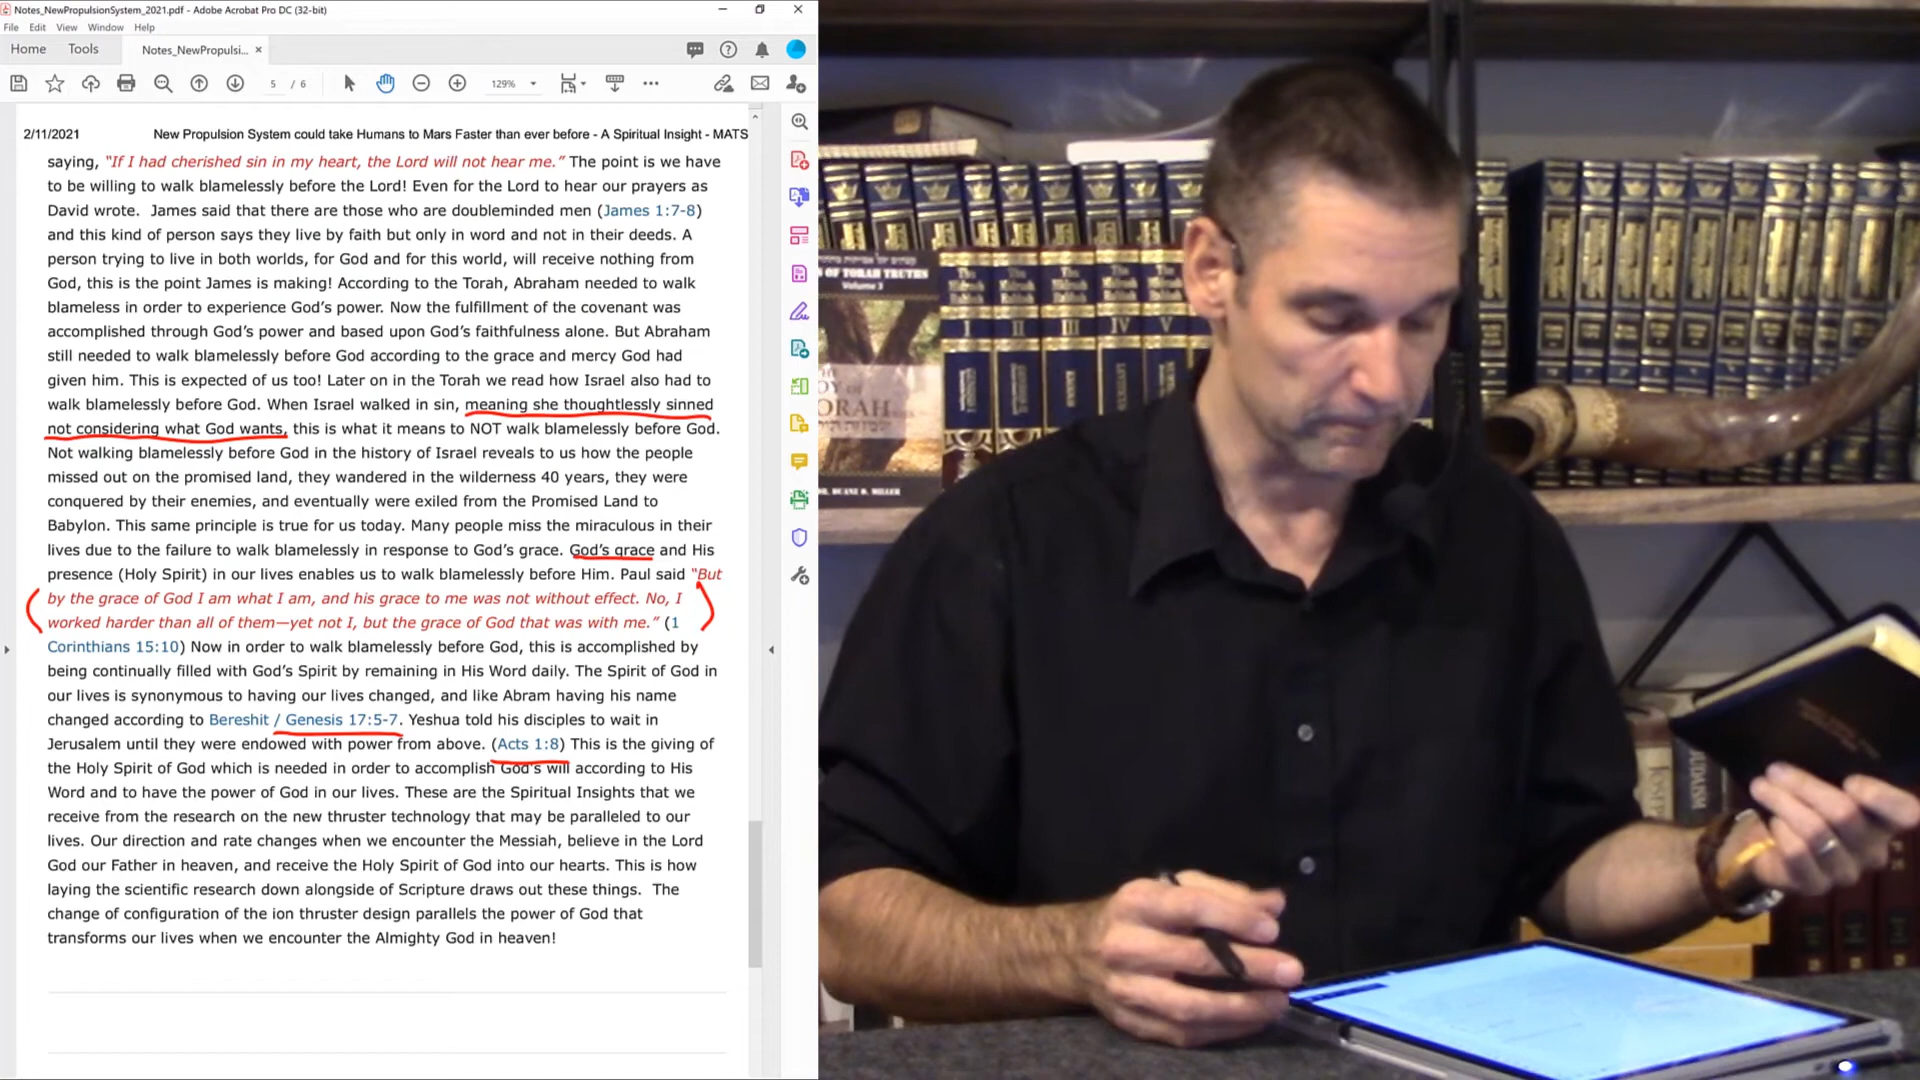 Notes_NewPropulsionSystem_2021.pdf - Adobe Acrobat Pro DC (32-bit)
File Edit View Window Help
Home Tools Notes_NewPropulsi... ×
5 / 6 129%
2/11/2021 New Propulsion System could take Humans to Mars Faster than ever before - A Spiritual Insight - MATS
saying, “If I had cherished sin in my heart, the Lord will not hear me.” The point is we have
to be willing to walk blamelessly before the Lord! Even for the Lord to hear our prayers as
David wrote. James said that there are those who are doubleminded men (James 1:7-8)
and this kind of person says they live by faith but only in word and not in their deeds. A
person trying to live in both worlds, for God and for this world, will receive nothing from
God, this is the point James is making! According to the Torah, Abraham needed to walk
blameless in order to experience God’s power. Now the fulfillment of the covenant was
accomplished through God’s power and based upon God’s faithfulness alone. But Abraham
still needed to walk blamelessly before God according to the grace and mercy God had
given him. This is expected of us too! Later on in the Torah we read how Israel also had to
walk blamelessly before God. When Israel walked in sin, meaning she thoughtlessly sinned
not considering what God wants, this is what it means to NOT walk blamelessly before God.
Not walking blamelessly before God in the history of Israel reveals to us how the people
missed out on the promised land, they wandered in the wilderness 40 years, they were
conquered by their enemies, and eventually were exiled from the Promised Land to
Babylon. This same principle is true for us today. Many people miss the miraculous in their
lives due to the failure to walk blamelessly in response to God’s grace. God’s grace and His
presence (Holy Spirit) in our lives enables us to walk blamelessly before Him. Paul said “But
by the grace of God I am what I am, and his grace to me was not without effect. No, I
worked harder than all of them—yet not I, but the grace of God that was with me.” (1
Corinthians 15:10) Now in order to walk blamelessly before God, this is accomplished by
being continually filled with God’s Spirit by remaining in His Word daily. The Spirit of God in
our lives is synonymous to having our lives changed, and like Abram having his name
changed according to Bereshit / Genesis 17:5-7. Yeshua told his disciples to wait in
Jerusalem until they were endowed with power from above. (Acts 1:8) This is the giving of
the Holy Spirit of God which is needed in order to accomplish God’s will according to His
Word and to have the power of God in our lives. These are the Spiritual Insights that we
receive from the research on the new thruster technology that may be paralleled to our
lives. Our direction and rate changes when we encounter the Messiah, believe in the Lord
God our Father in heaven, and receive the Holy Spirit of God into our hearts. This is how
laying the scientific research down alongside of Scripture draws out these things. The
change of configuration of the ion thruster design parallels the power of God that
transforms our lives when we encounter the Almighty God in heaven!
OF TORAH TRUTHS
Volume 3
DR. DUANE D. MILLER
I II III IV V
JUDAISM